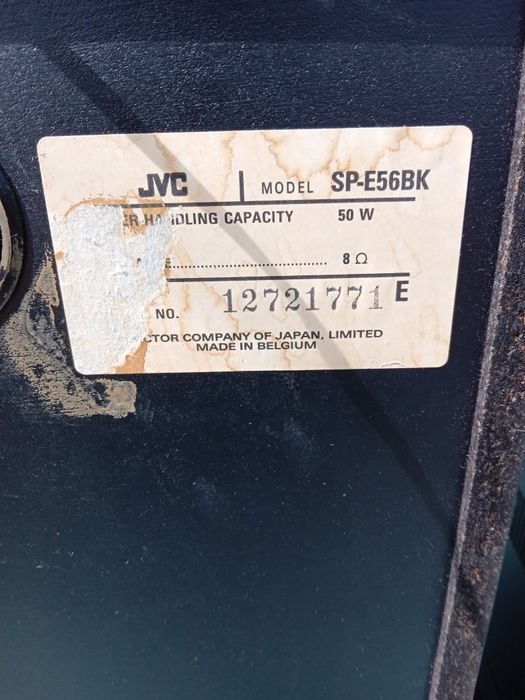 JVC MODEL SP-E56BK
ER HANDLING CAPACITY 50 W
E.............................. 8 Ω
NO. 12721771 E
CTOR COMPANY OF JAPAN, LIMITED
MADE IN BELGIUM